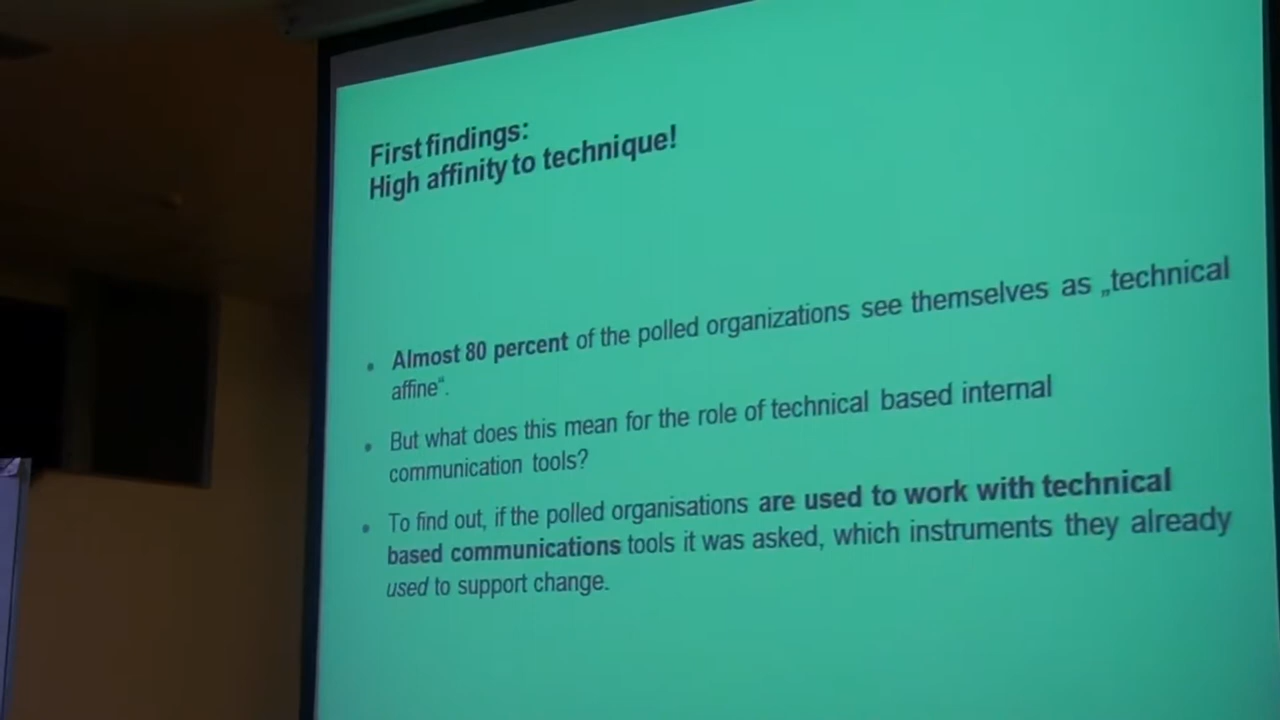 First findings:
High affinity to technique!
• Almost 80 percent of the polled organizations see themselves as „technical
affine“.
• But what does this mean for the role of technical based internal
communication tools?
• To find out, if the polled organisations are used to work with technical
based communications tools it was asked, which instruments they already
used to support change.